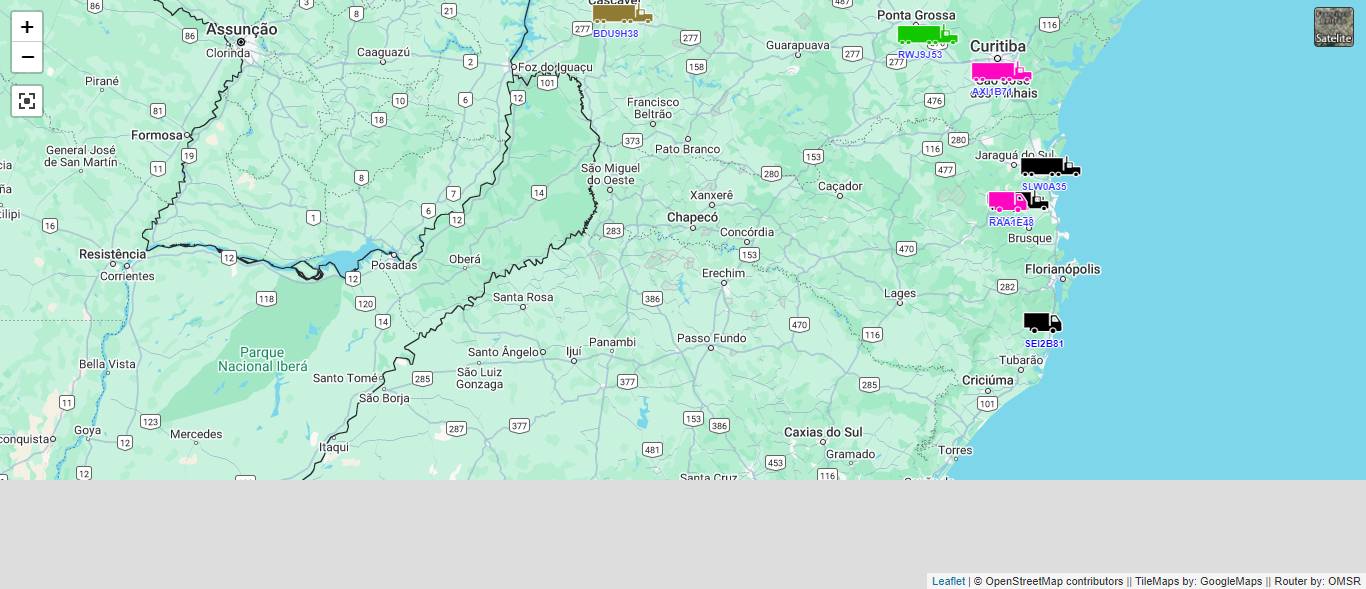 +
−
Satelite
86
3
14
21
487
116
Cascavel
BDU9H38
Ponta Grossa
Assunção
Clorinda
86
277
277
RWJ9J53
277
Guarapuava
277
Curitiba
Caaguazú
2
Foz do Iguaçu
158
AXI1B71
São José
dos Pinhais
Pirané
101
12
10
6
Francisco
Beltrão
476
81
18
Formosa
19
373
Pato Branco
280
116
General José
de San Martín
11
153
Jaraguá do Sul
477
SLW0A35
São Miguel
do Oeste
280
8
Caçador
14
7
Xanxerê
RAA1E48
6
12
1
16
Chapecó
283
Concórdia
Brusque
470
Resistência
12
153
Oberá
Posadas
Corrientes
Erechim
Florianópolis
12
282
118
120
Santa Rosa
386
Lages
14
470
116
SEI2B81
Parque
Nacional Iberá
Santo Ângelo
Ijuí
Panambi
Passo Fundo
Bella Vista
Tubarão
Santo Tomé
285
São Luiz
Gonzaga
377
285
Criciúma
São Borja
11
101
123
12
Goya
Mercedes
287
377
153
386
Caxias do Sul
Itaqui
481
453
Gramado
Torres
12
116
Santa Cruz
Leaflet | © OpenStreetMap contributors || TileMaps by: GoogleMaps || Router by: OMSR